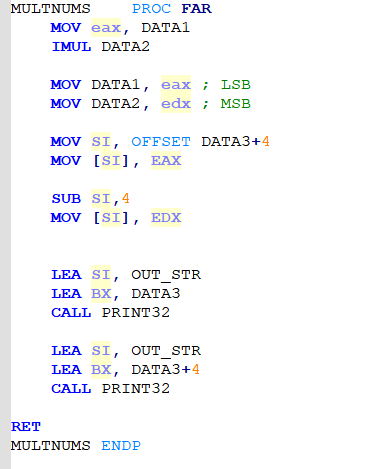 MULTNUMS    PROC FAR
    MOV eax, DATA1
    IMUL DATA2
    MOV DATA1, eax ; LSB
    MOV DATA2, edx ; MSB
    MOV SI, OFFSET DATA3+4
    MOV [SI], EAX
    SUB SI,4
    MOV [SI], EDX
    LEA SI, OUT_STR
    LEA BX, DATA3
    CALL PRINT32
    LEA SI, OUT_STR
    LEA BX, DATA3+4
    CALL PRINT32
RET
MULTNUMS ENDP